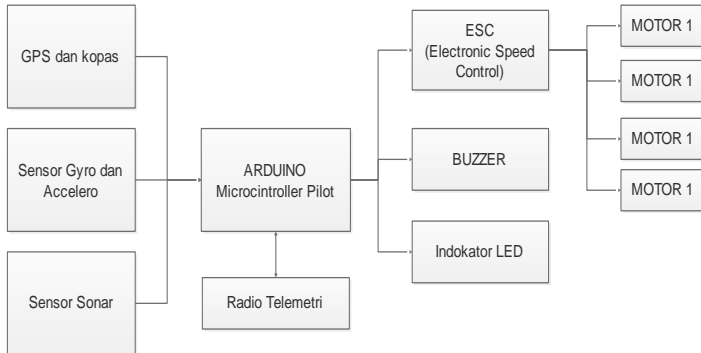 GPS dan kopas
Sensor Gyro dan
Accelero
Sensor Sonar
ARDUINO
Microcintroller Pilot
Radio Telemetri
ESC
(Electronic Speed
Control)
BUZZER
Indokator LED
MOTOR 1
MOTOR 1
MOTOR 1
MOTOR 1